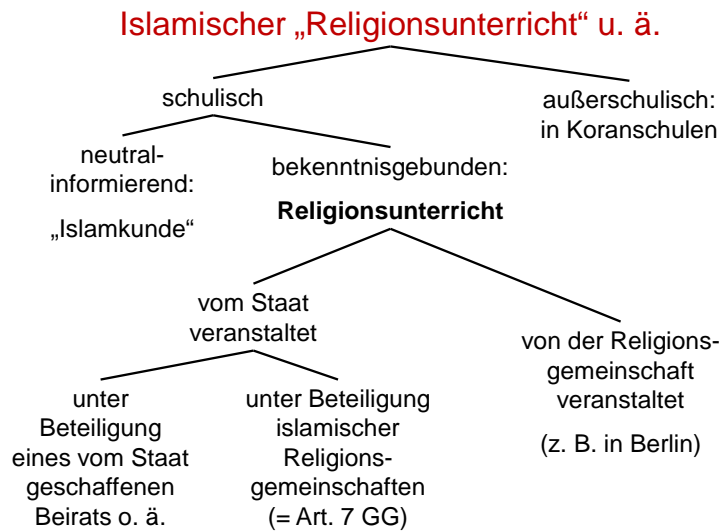 Islamischer „Religionsunterricht“ u. ä.
schulisch
außerschulisch:
in Koranschulen
neutral-
informierend:
„Islamkunde“
bekenntnisgebunden:
Religionsunterricht
vom Staat
veranstaltet
von der Religions-
gemeinschaft
veranstaltet
(z. B. in Berlin)
unter
Beteiligung
eines vom Staat
geschaffenen
Beirats o. ä.
unter Beteiligung
islamischer
Religions-
gemeinschaften
(= Art. 7 GG)